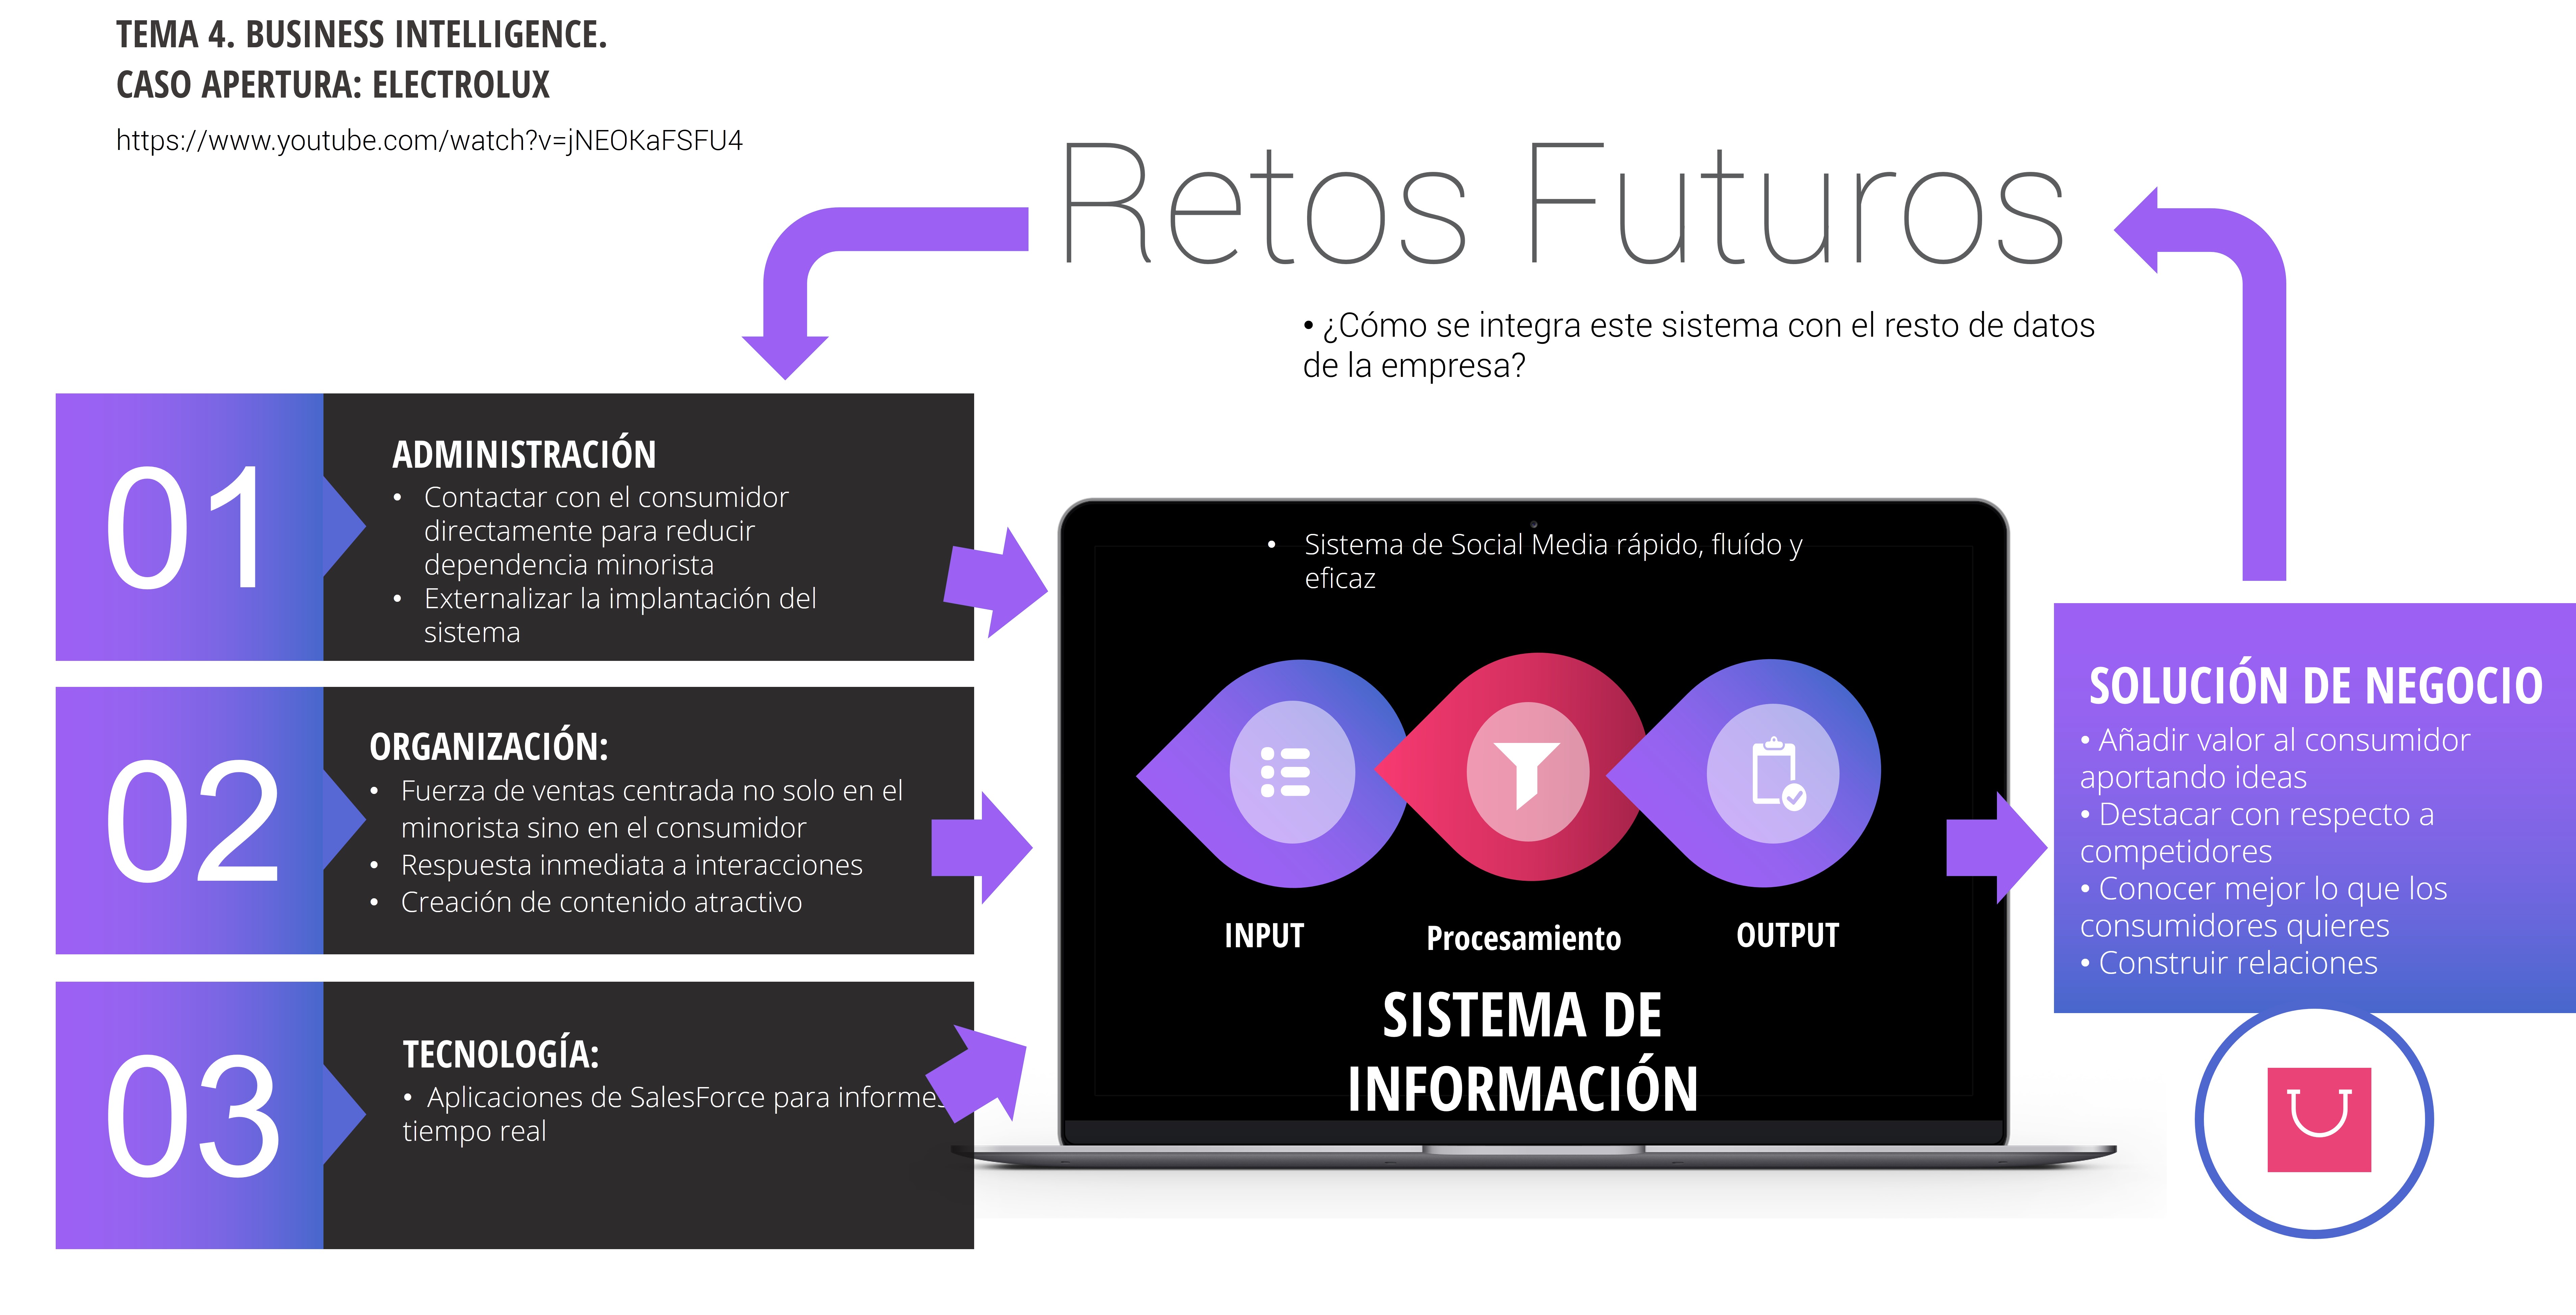 TEMA 4. BUSINESS INTELLIGENCE.
CASO APERTURA: ELECTROLUX
https://www.youtube.com/watch?v=jNEOKaFSFU4
Retos Futuros
• ¿Cómo se integra este sistema con el resto de datos
de la empresa?
01
ADMINISTRACIÓN
• Contactar con el consumidor
directamente para reducir
dependencia minorista
• Externalizar la implantación del
sistema
02
ORGANIZACIÓN:
• Fuerza de ventas centrada no solo en el
minorista sino en el consumidor
• Respuesta inmediata a interacciones
• Creación de contenido atractivo
03
TECNOLOGÍA:
• Aplicaciones de SalesForce para informes
tiempo real
• Sistema de Social Media rápido, fluído y
eficaz
INPUT
Procesamiento
OUTPUT
SISTEMA DE
INFORMACIÓN
SOLUCIÓN DE NEGOCIO
• Añadir valor al consumidor
aportando ideas
• Destacar con respecto a
competidores
• Conocer mejor lo que los
consumidores quieres
• Construir relaciones